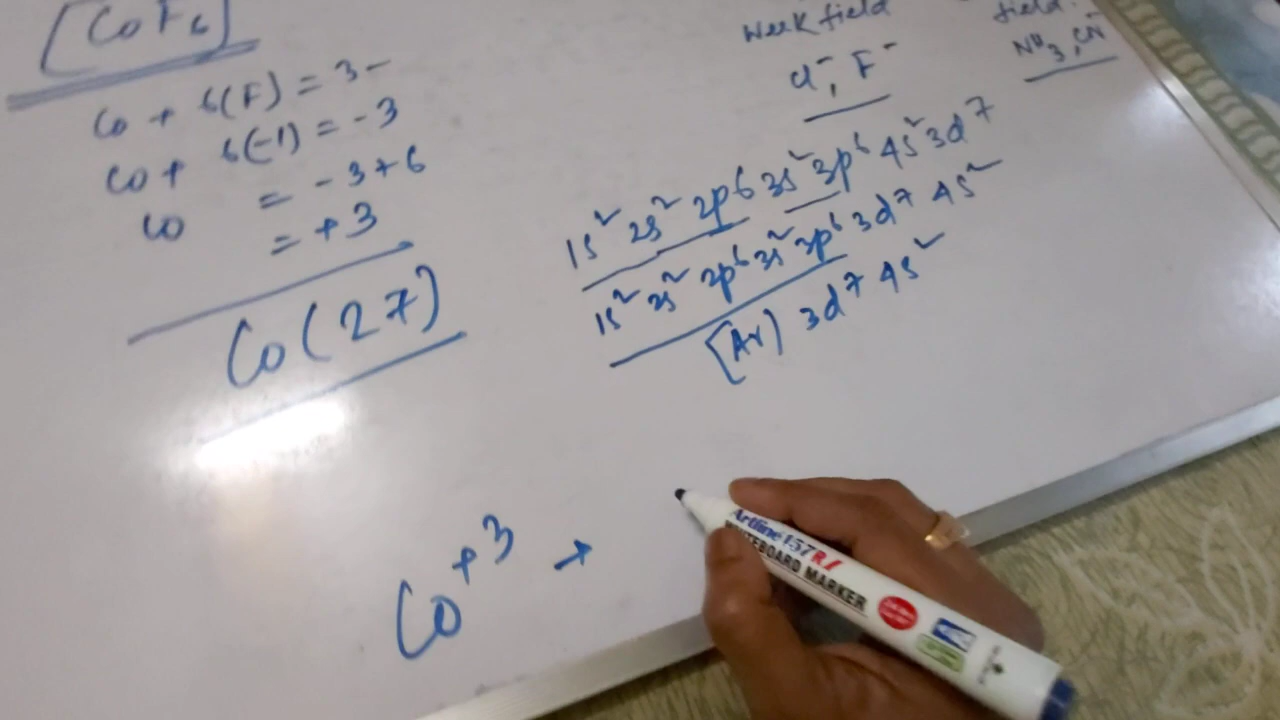 [CoF6]
Co + 6(F) = 3-
Co + 6(-1) = -3
Co = -3+6
= +3
Co(27)
Week field
Cl⁻, F⁻
field.
NH3, CN⁻
1s² 2s² 2p6 3s² 3p6 4s² 3d7
1s² 2s² 2p6 3s² 3p6 3d7 4s²
[Ar) 3d7 4s²
Co+3 →
Artline 157R
WHITEBOARD MARKER